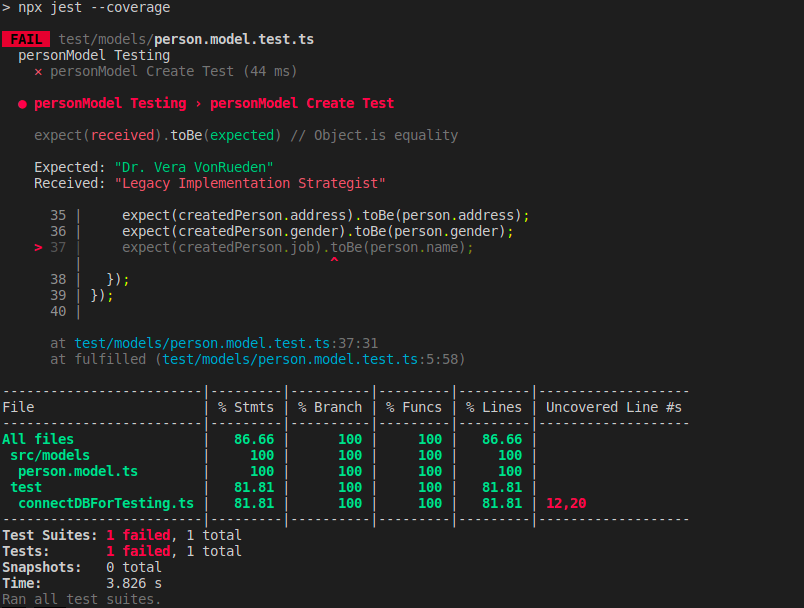 > npx jest --coverage
FAIL test/models/person.model.test.ts
personModel Testing
✕ personModel Create Test (44 ms)
● personModel Testing › personModel Create Test
expect(received).toBe(expected) // Object.is equality
Expected: "Dr. Vera VonRueden"
Received: "Legacy Implementation Strategist"
35 |     expect(createdPerson.address).toBe(person.address);
36 |     expect(createdPerson.gender).toBe(person.gender);
> 37 |     expect(createdPerson.job).toBe(person.name);
|                               ^
38 |   });
39 | });
40 |
at test/models/person.model.test.ts:37:31
at fulfilled (test/models/person.model.test.ts:5:58)
-------------------------|---------|----------|---------|---------|-------------------
File                     | % Stmts | % Branch | % Funcs | % Lines | Uncovered Line #s
-------------------------|---------|----------|---------|---------|-------------------
All files                |   86.66 |      100 |     100 |   86.66 |
src/models              |     100 |      100 |     100 |     100 |
person.model.ts        |     100 |      100 |     100 |     100 |
test                    |   81.81 |      100 |     100 |   81.81 |
connectDBForTesting.ts |   81.81 |      100 |     100 |   81.81 | 12,20
-------------------------|---------|----------|---------|---------|-------------------
Test Suites: 1 failed, 1 total
Tests:       1 failed, 1 total
Snapshots:   0 total
Time:        3.826 s
Ran all test suites.